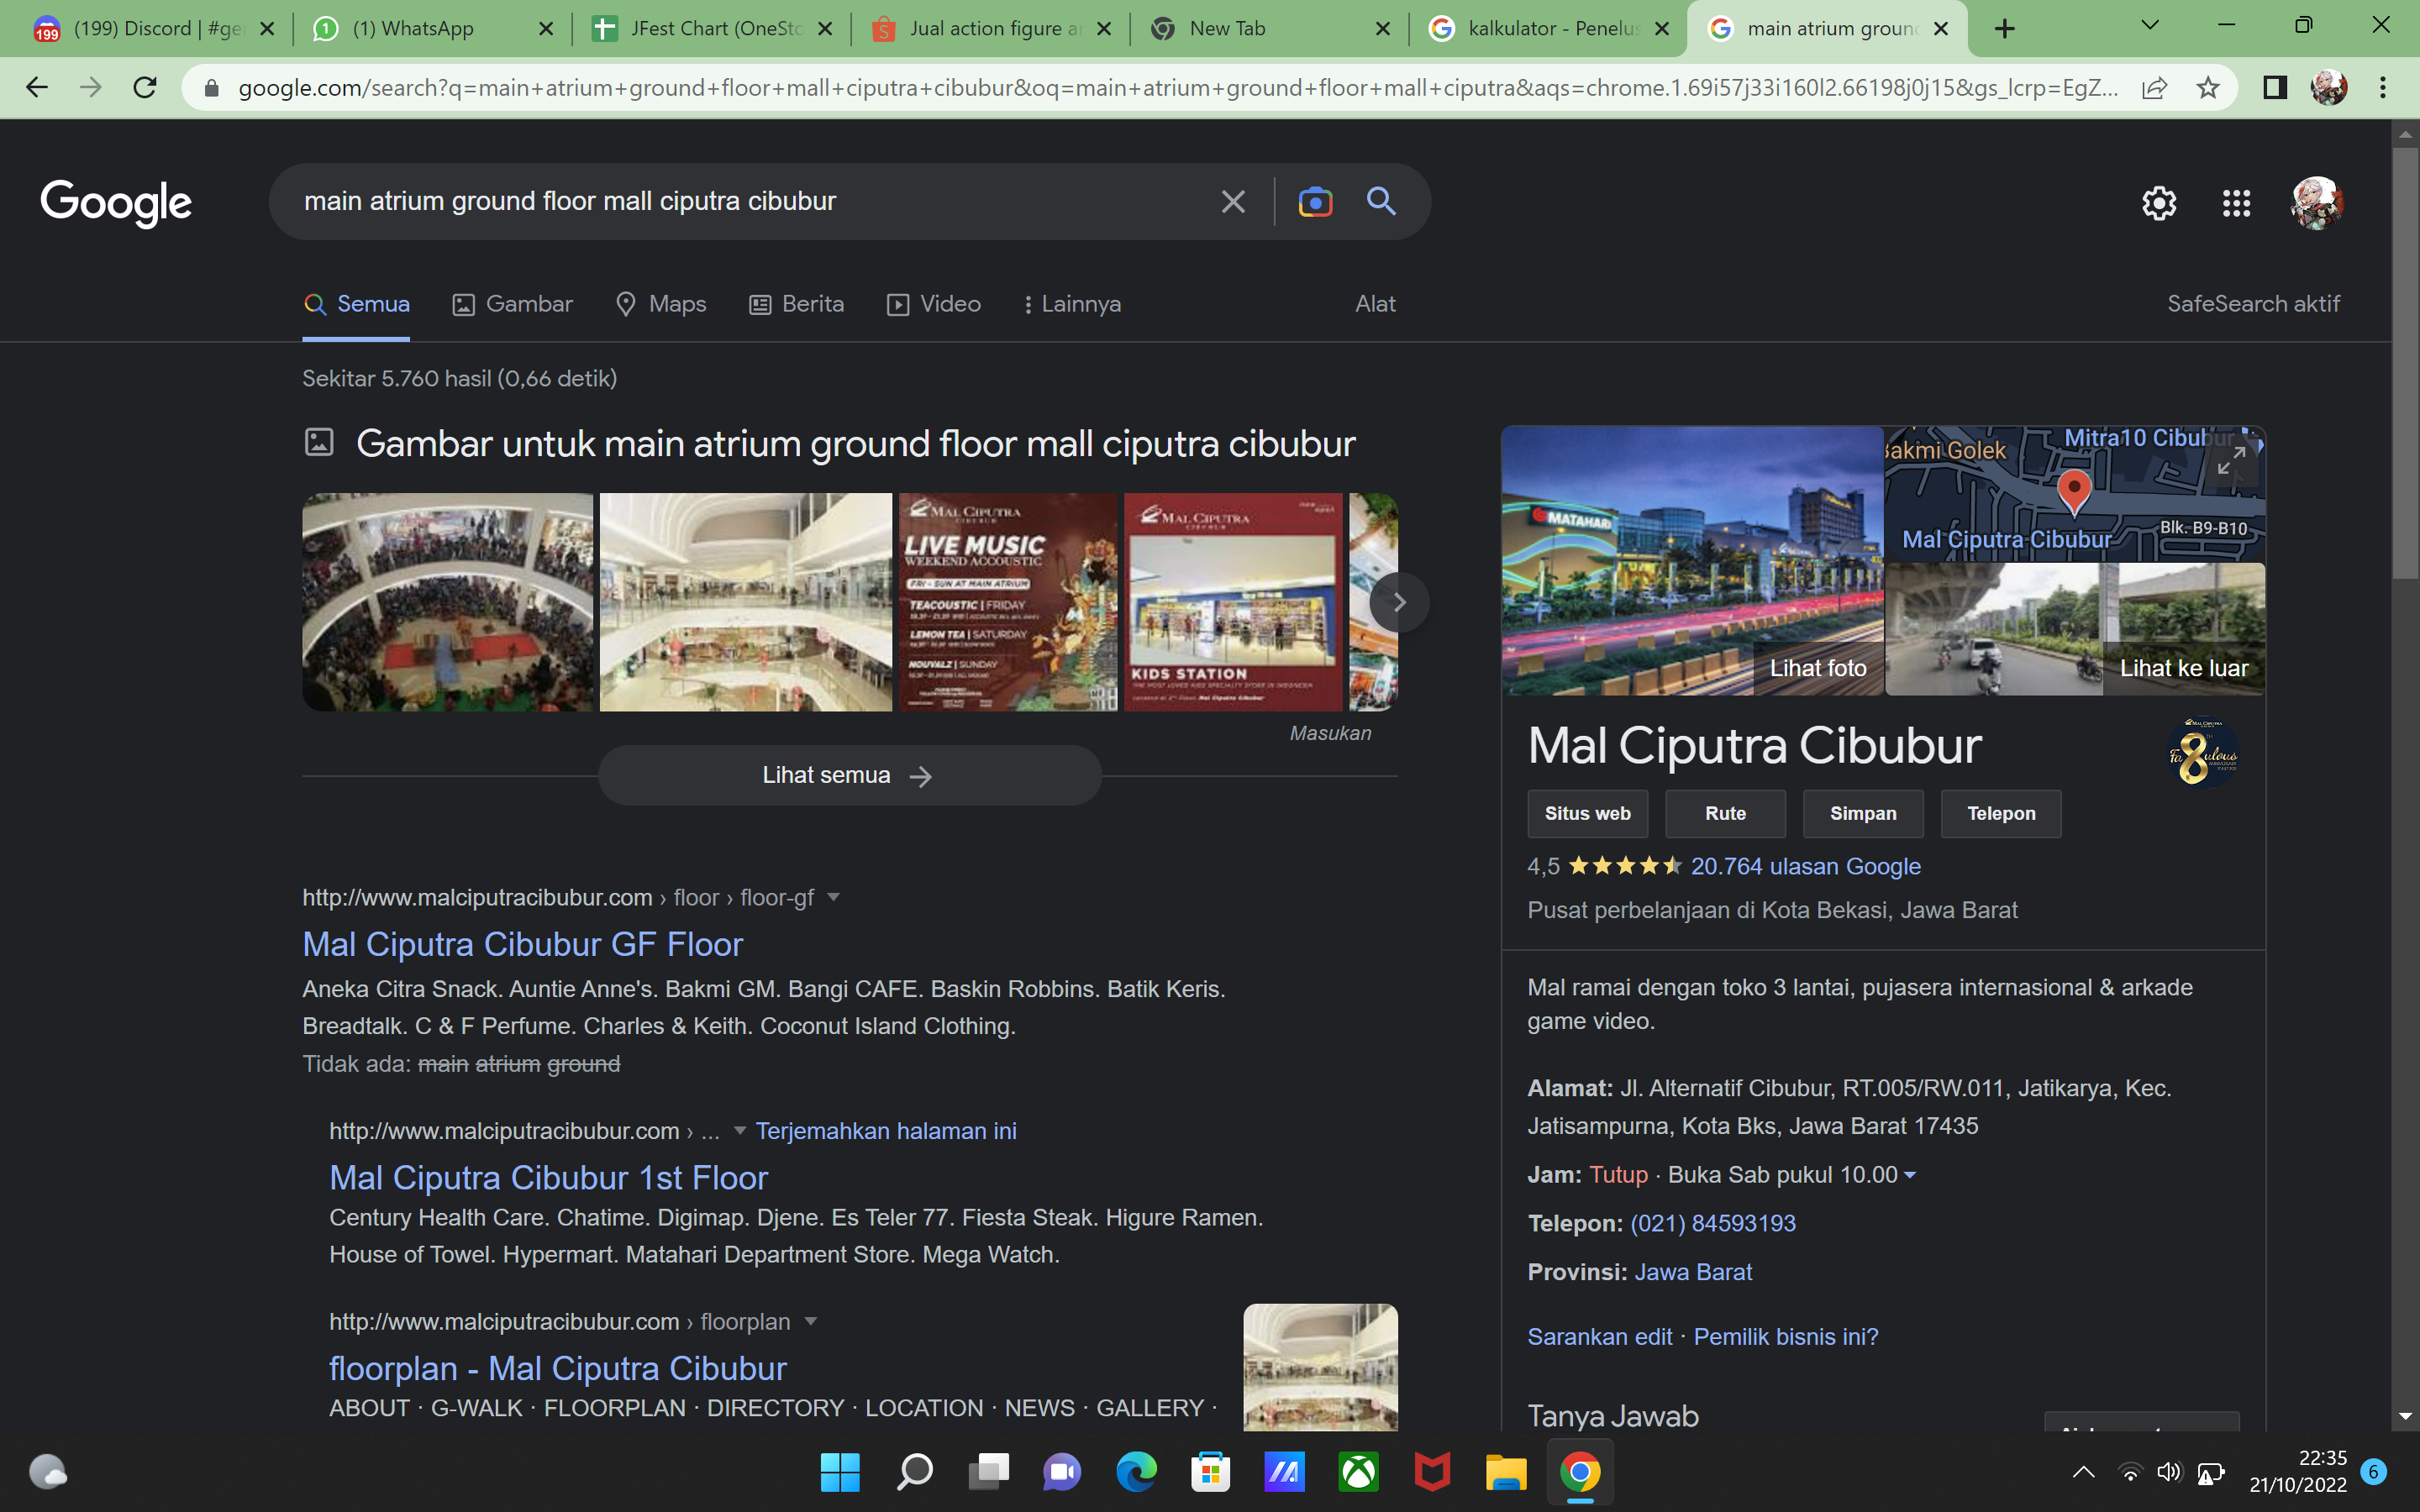 (199) Discord | #ge
(1) WhatsApp
JFest Chart (OneSto
Jual action figure a
New Tab
kalkulator - Penelus
main atrium groun
google.com/search?q=main+atrium+ground+floor+mall+ciputra+cibubur&oq=main+atrium+ground+floor+mall+ciputra&aqs=chrome.1.69i57j33i160l2.66198j0j15&gs_lcrp=EgZ...
Google
main atrium ground floor mall ciputra cibubur
Semua
Gambar
Maps
Berita
Video
Lainnya
Alat
SafeSearch aktif
Sekitar 5.760 hasil (0,66 detik)
Gambar untuk main atrium ground floor mall ciputra cibubur
MAL CIPUTRA
CIBUBUR
LIVE MUSIC
WEEKEND ACCOUSTIC
FRI - SUN AT MAIN ATRIUM
TEACOUSTIC | FRIDAY
LEMON TEA | SATURDAY
NOUVALZ | SUNDAY
MAL CIPUTRA
CIBUBUR
KIDS STATION
Masukan
Lihat semua
http://www.malciputracibubur.com › floor › floor-gf
Mal Ciputra Cibubur GF Floor
Aneka Citra Snack. Auntie Anne's. Bakmi GM. Bangi CAFE. Baskin Robbins. Batik Keris.
Breadtalk. C & F Perfume. Charles & Keith. Coconut Island Clothing.
Tidak ada: main atrium ground
http://www.malciputracibubur.com › ... Terjemahkan halaman ini
Mal Ciputra Cibubur 1st Floor
Century Health Care. Chatime. Digimap. Djene. Es Teler 77. Fiesta Steak. Higure Ramen.
House of Towel. Hypermart. Matahari Department Store. Mega Watch.
http://www.malciputracibubur.com › floorplan
floorplan - Mal Ciputra Cibubur
ABOUT · G-WALK · FLOORPLAN · DIRECTORY · LOCATION · NEWS · GALLERY ·
MATAHARI
Lihat foto
Bakmi Golek
Mitra10 Cibubur
Mal Ciputra Cibubur
Blk. B9-B10
Lihat ke luar
Mal Ciputra Cibubur
Fa8ulous
Situs web
Rute
Simpan
Telepon
4,5 20.764 ulasan Google
Pusat perbelanjaan di Kota Bekasi, Jawa Barat
Mal ramai dengan toko 3 lantai, pujasera internasional & arkade
game video.
Alamat: Jl. Alternatif Cibubur, RT.005/RW.011, Jatikarya, Kec.
Jatisampurna, Kota Bks, Jawa Barat 17435
Jam: Tutup · Buka Sab pukul 10.00
Telepon: (021) 84593193
Provinsi: Jawa Barat
Sarankan edit · Pemilik bisnis ini?
Tanya Jawab
22:35
21/10/2022
6